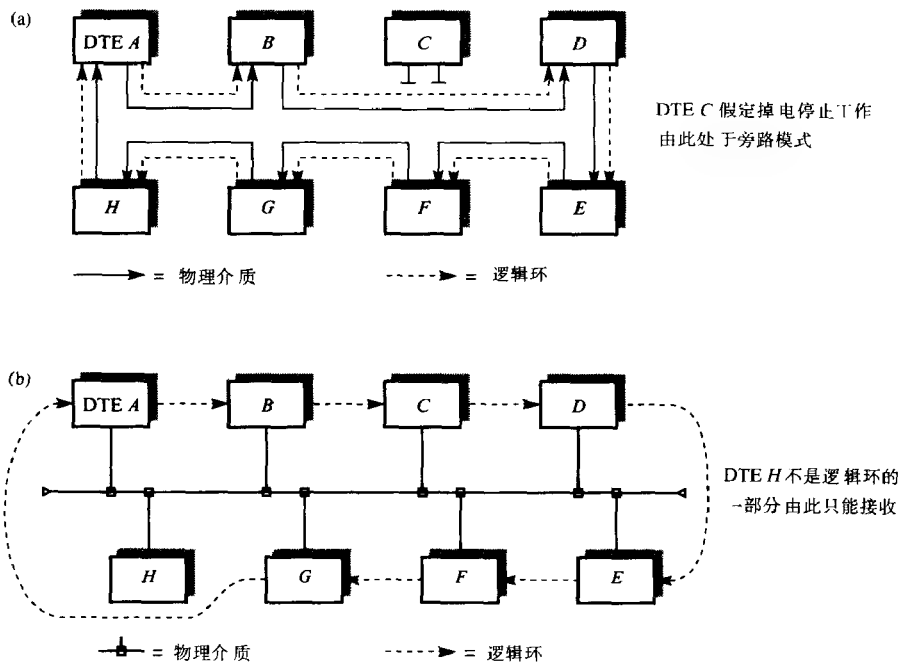 (a)
DTE A
B
C
D
DTE C 假定掉电停止工作
由此处于旁路模式
H
G
F
E
= 物理介质
= 逻辑环
(b)
DTE A
B
C
D
DTE H 不是逻辑环的
一部分由此只能接收
H
G
F
E
= 物理介质
= 逻辑环